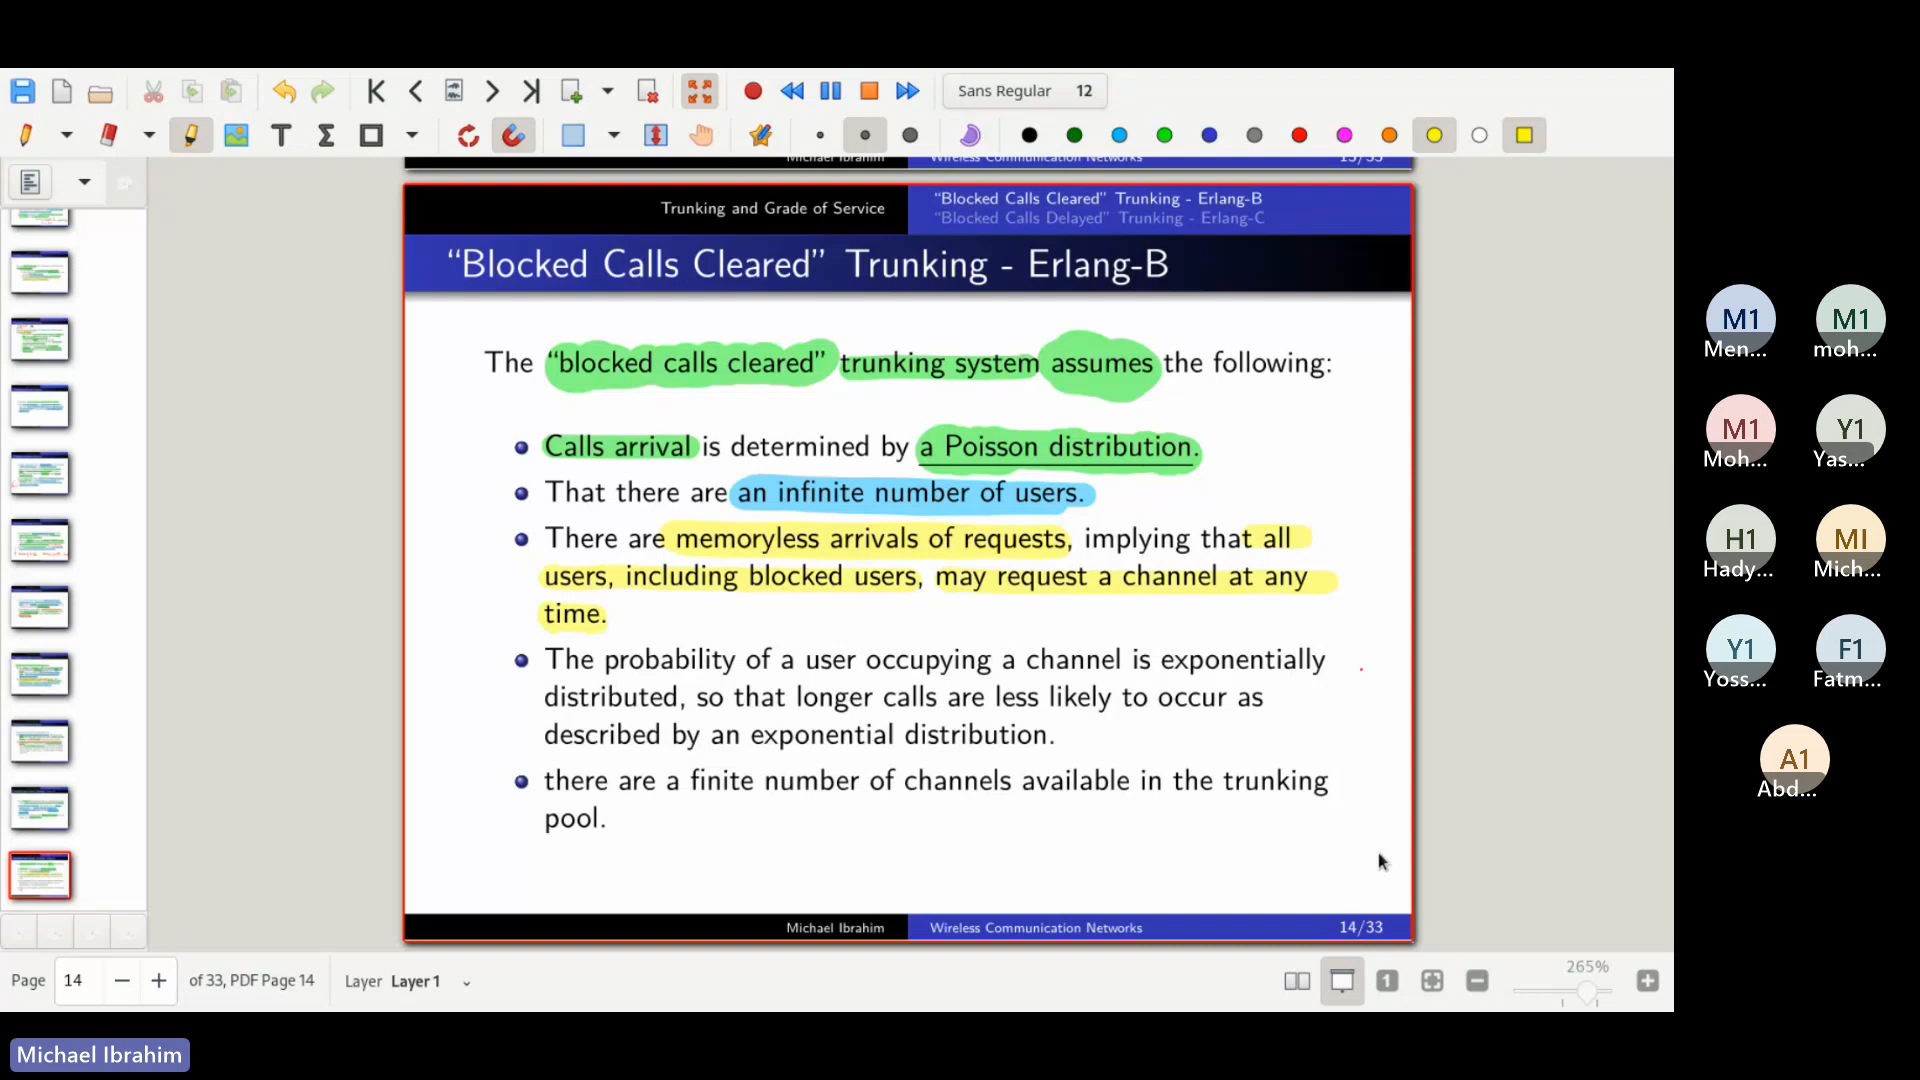 Sans Regular 12
Michael Ibrahim Wireless Communication Networks 13/33
Trunking and Grade of Service
“Blocked Calls Cleared” Trunking - Erlang-B
“Blocked Calls Delayed” Trunking - Erlang-C
“Blocked Calls Cleared” Trunking - Erlang-B
The “blocked calls cleared” trunking system assumes the following:
Calls arrival is determined by a Poisson distribution.
That there are an infinite number of users.
There are memoryless arrivals of requests, implying that all
users, including blocked users, may request a channel at any
time.
The probability of a user occupying a channel is exponentially
distributed, so that longer calls are less likely to occur as
described by an exponential distribution.
there are a finite number of channels available in the trunking
pool.
Michael Ibrahim Wireless Communication Networks 14/33
Page 14 of 33, PDF Page 14 Layer Layer 1
265%
Michael Ibrahim
M1 Men...
M1 moh...
M1 Moh...
Y1 Yas...
H1 Hady...
MI Mich...
Y1 Yoss...
F1 Fatm...
A1 Abd...